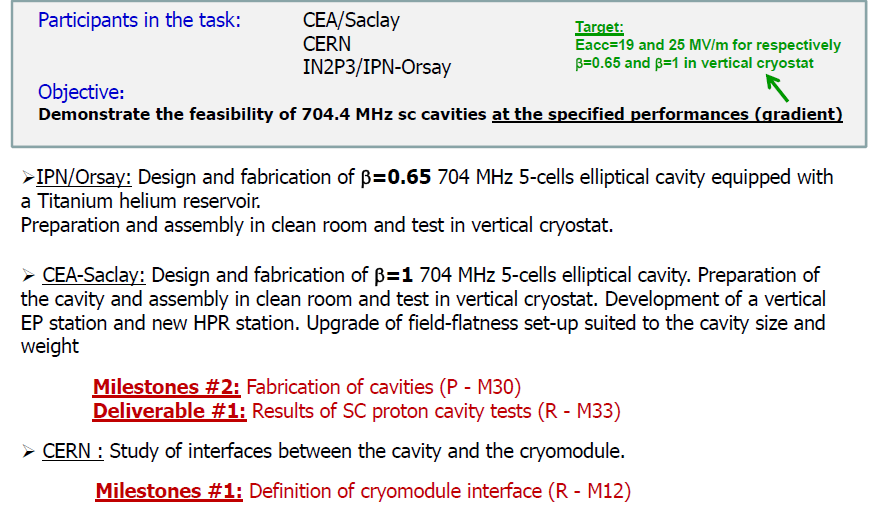 Participants in the task: CEA/Saclay
CERN
IN2P3/IPN-Orsay
Target:
Eacc=19 and 25 MV/m for respectively
β=0.65 and β=1 in vertical cryostat
Objective:
Demonstrate the feasibility of 704.4 MHz sc cavities at the specified performances (gradient)
➢IPN/Orsay: Design and fabrication of β=0.65 704 MHz 5-cells elliptical cavity equipped with
a Titanium helium reservoir.
Preparation and assembly in clean room and test in vertical cryostat.
➢ CEA-Saclay: Design and fabrication of β=1 704 MHz 5-cells elliptical cavity. Preparation of
the cavity and assembly in clean room and test in vertical cryostat. Development of a vertical
EP station and new HPR station. Upgrade of field-flatness set-up suited to the cavity size and
weight
Milestones #2: Fabrication of cavities (P - M30)
Deliverable #1: Results of SC proton cavity tests (R - M33)
➢ CERN : Study of interfaces between the cavity and the cryomodule.
Milestones #1: Definition of cryomodule interface (R - M12)